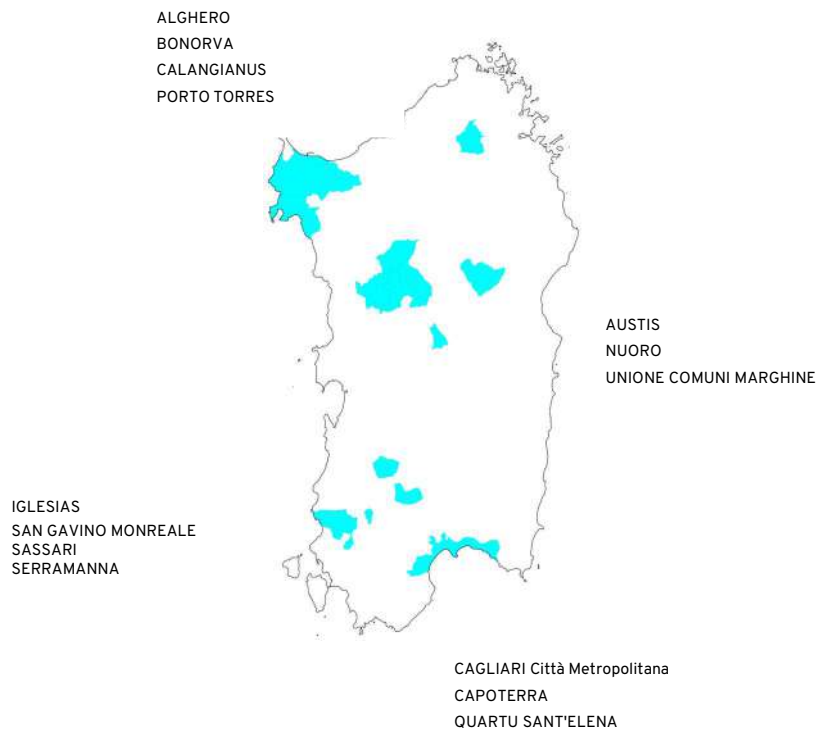 ALGHERO
BONORVA
CALANGIANUS
PORTO TORRES
AUSTIS
NUORO
UNIONE COMUNI MARGHINE
IGLESIAS
SAN GAVINO MONREALE
SASSARI
SERRAMANNA
CAGLIARI Città Metropolitana
CAPOTERRA
QUARTU SANT'ELENA